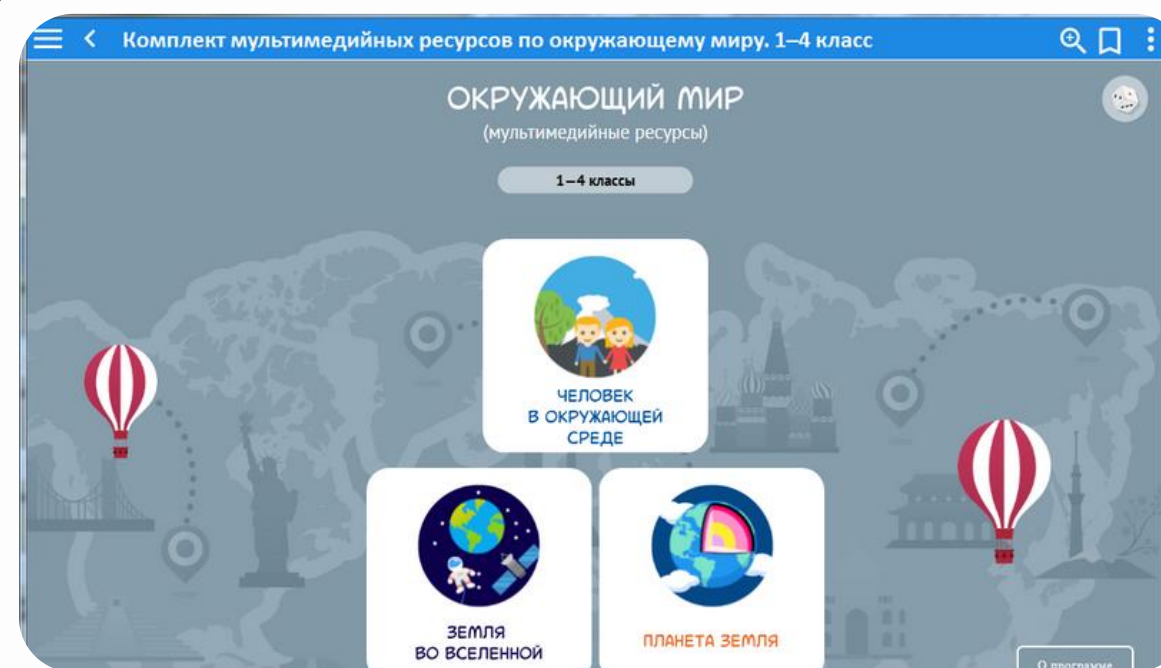 Комплект мультимедийных ресурсов по окружающему миру. 1–4 класс
ОКРУЖАЮЩИЙ МИР
(мультимедийные ресурсы)
1–4 классы
ЧЕЛОВЕК
В ОКРУЖАЮЩЕЙ
СРЕДЕ
ЗЕМЛЯ
ВО ВСЕЛЕННОЙ
ПЛАНЕТА ЗЕМЛЯ
О программе